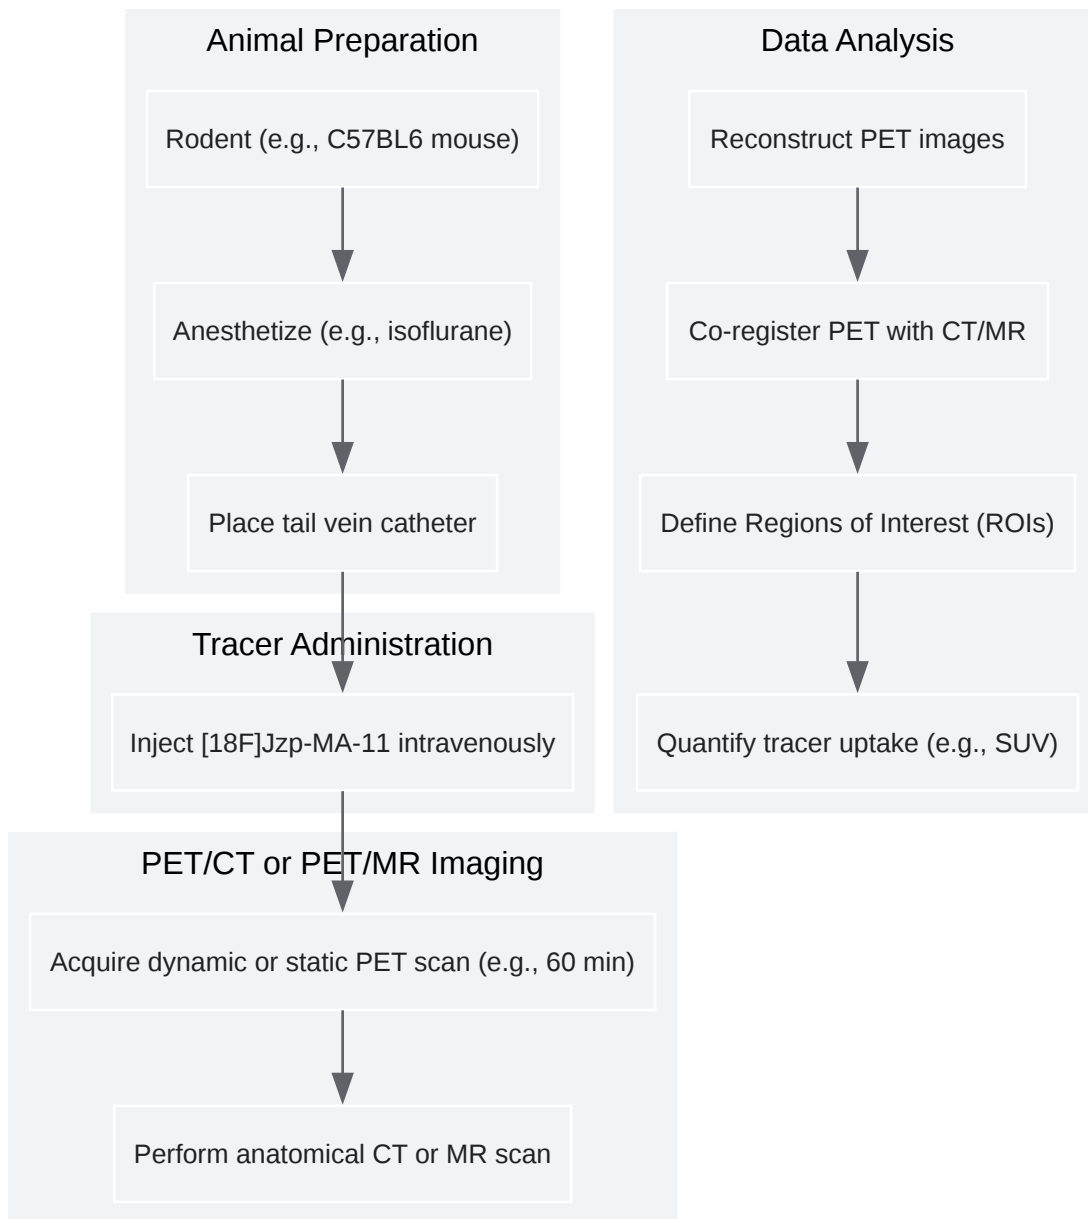 Animal Preparation
Rodent (e.g., C57BL6 mouse)
Anesthetize (e.g., isoflurane)
Place tail vein catheter
Tracer Administration
Inject [18F]Jzp-MA-11 intravenously
PET/CT or PET/MR Imaging
Acquire dynamic or static PET scan (e.g., 60 min)
Perform anatomical CT or MR scan
Data Analysis
Reconstruct PET images
Co-register PET with CT/MR
Define Regions of Interest (ROIs)
Quantify tracer uptake (e.g., SUV)